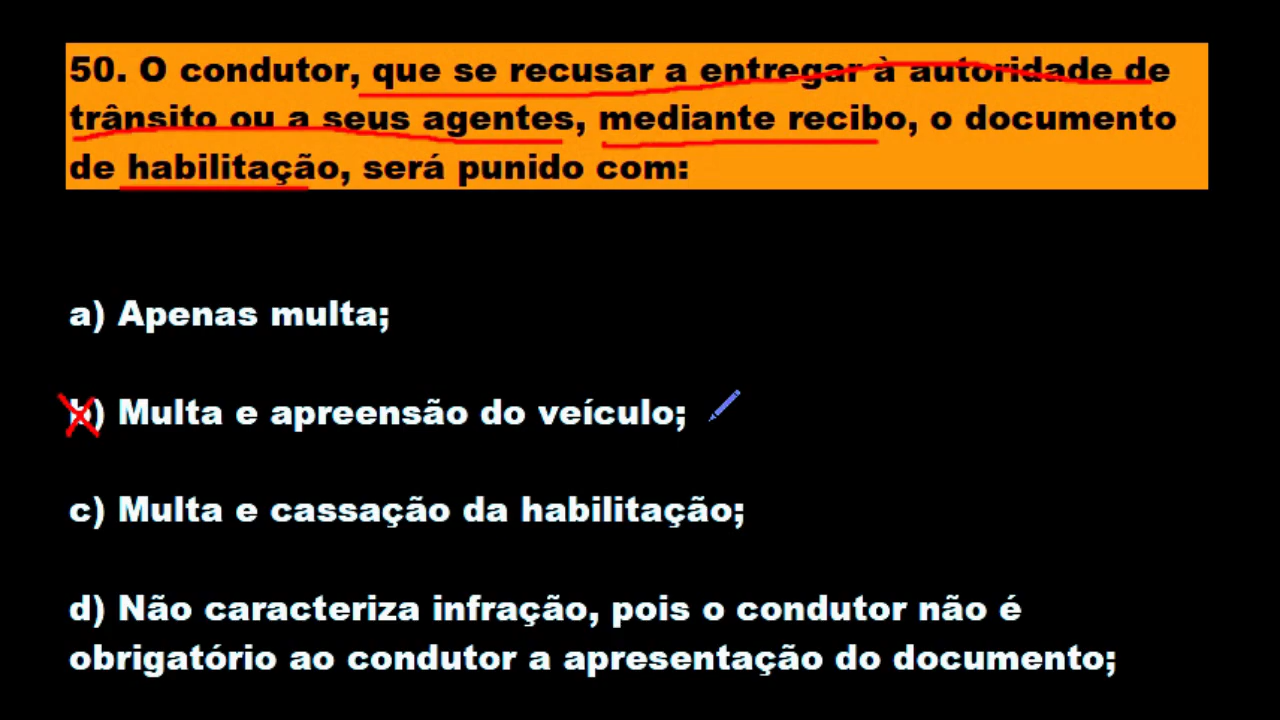 50. O condutor, que se recusar a entregar à autoridade de
trânsito ou a seus agentes, mediante recibo, o documento
de habilitação, será punido com:
a) Apenas multa;
b) Multa e apreensão do veículo;
c) Multa e cassação da habilitação;
d) Não caracteriza infração, pois o condutor não é
obrigatório ao condutor a apresentação do documento;